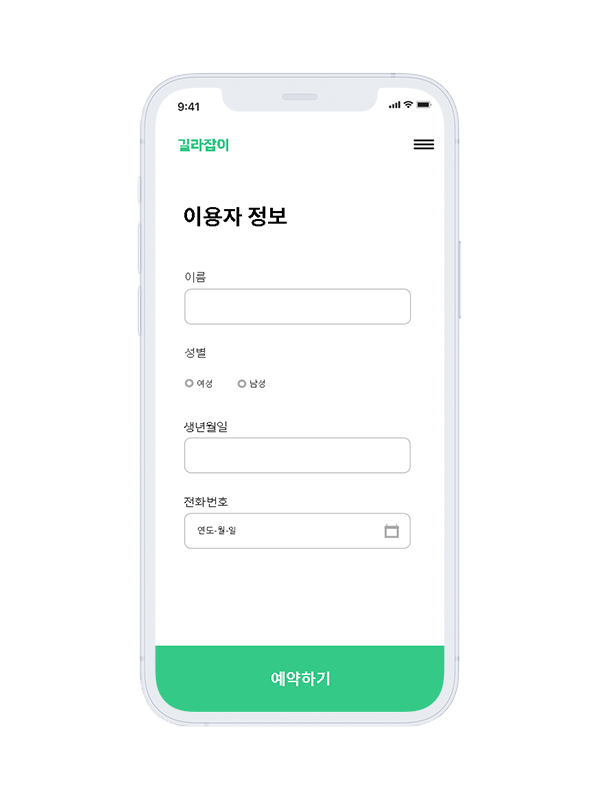 9:41
길라잡이
이용자 정보
이름
성별
여성 남성
생년월일
전화번호
연도-월-일
예약하기